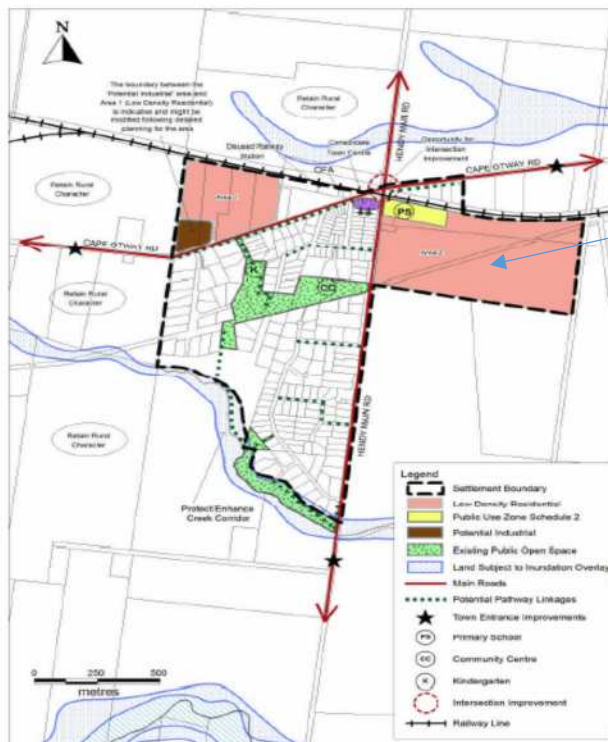 N
The boundary between the
'Potential Industrial' area and
Area 1 (Low Density Residential)
is indicative and might be
modified following detailed
planning for the area
Retain Rural
Character
Disused Railway
Station
Consolidate
Town Centre
Opportunity for
Intersection
Improvement
HENDY MAIN RD
CFA
CAPE OTWAY RD
Retain Rural
Character
Area 1
PS
Area 2
CAPE OTWAY RD
K
CC
Retain Rural
Character
HENDY MAIN RD
Retain Rural
Character
Protect/Enhance
Creek Corridor
0 250 500
metres
Legend
Settlement Boundary
Low Density Residential
Public Use Zone Schedule 2
Potential Industrial
Existing Public Open Space
Land Subject to Inundation Overlay
Main Roads
Potential Pathway Linkages
Town Entrance Improvements
PS
Primary School
CC
Community Centre
K
Kindergarten
Intersection Improvement
Railway Line